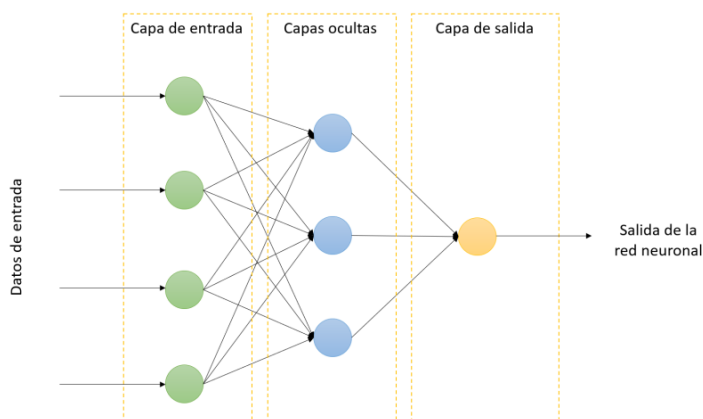 Capa de entrada
Capas ocultas
Capa de salida
Datos de entrada
Salida de la
red neuronal